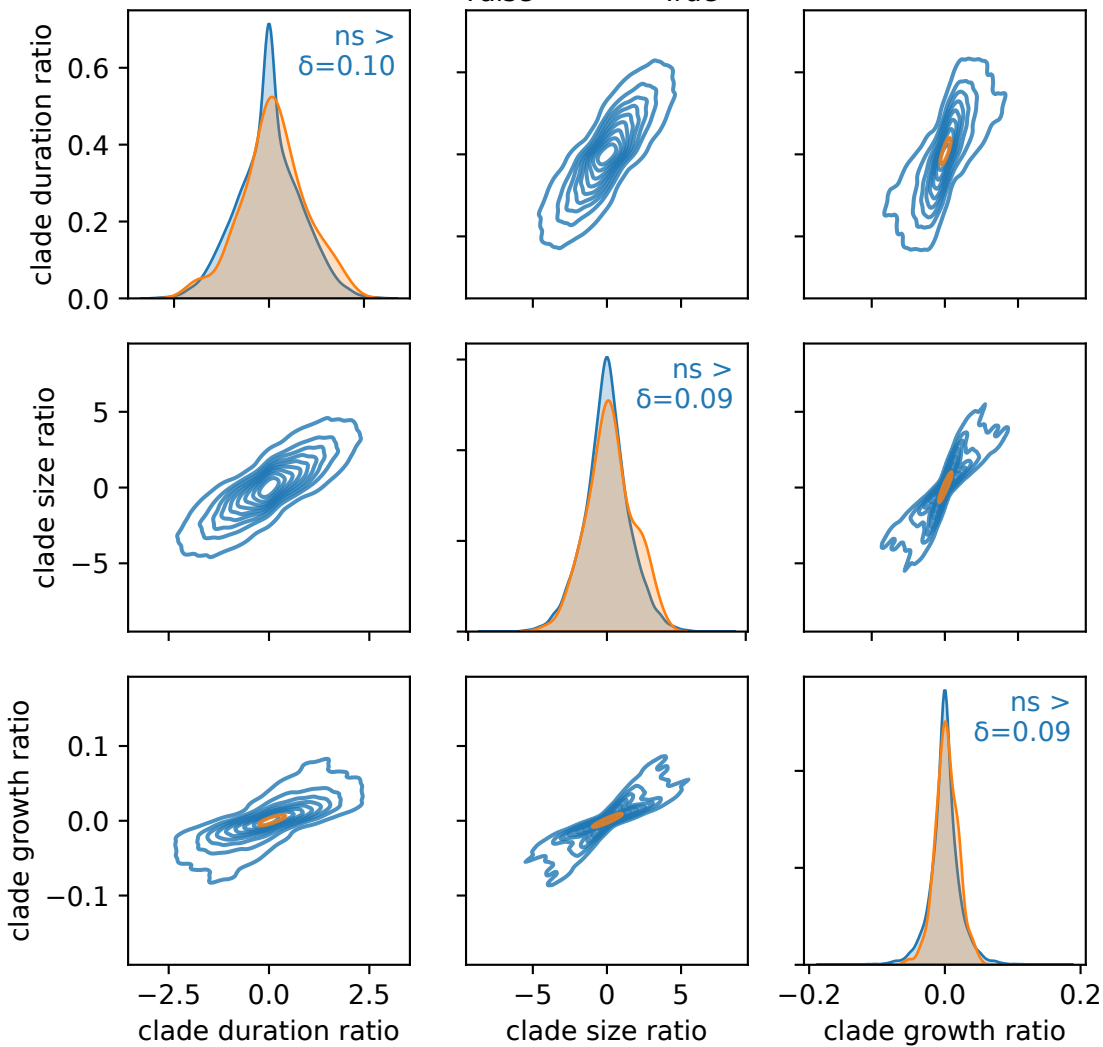 clade duration ratio
0.6
0.4
0.2
0.0
ns >
δ=0.10
clade size ratio
5
0
−5
ns >
δ=0.09
clade growth ratio
0.1
0.0
−0.1
ns >
δ=0.09
−2.5 0.0 2.5
−5 0 5
−0.2 0.0 0.2
clade duration ratio
clade size ratio
clade growth ratio